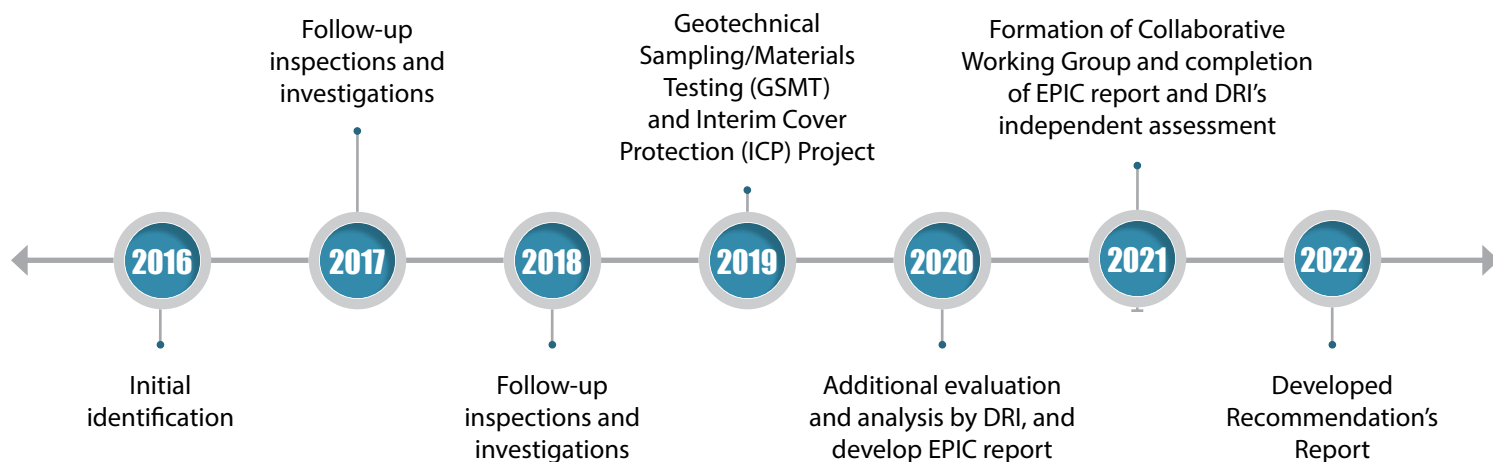 2016
Initial
identification
Follow-up
inspections and
investigations
2017
2018
Follow-up
inspections and
investigations
Geotechnical
Sampling/Materials
Testing (GSMT)
and Interim Cover
Protection (ICP) Project
2019
2020
Additional evaluation
and analysis by DRI, and
develop EPIC report
Formation of Collaborative
Working Group and completion
of EPIC report and DRI’s
independent assessment
2021
2022
Developed
Recommendation’s
Report